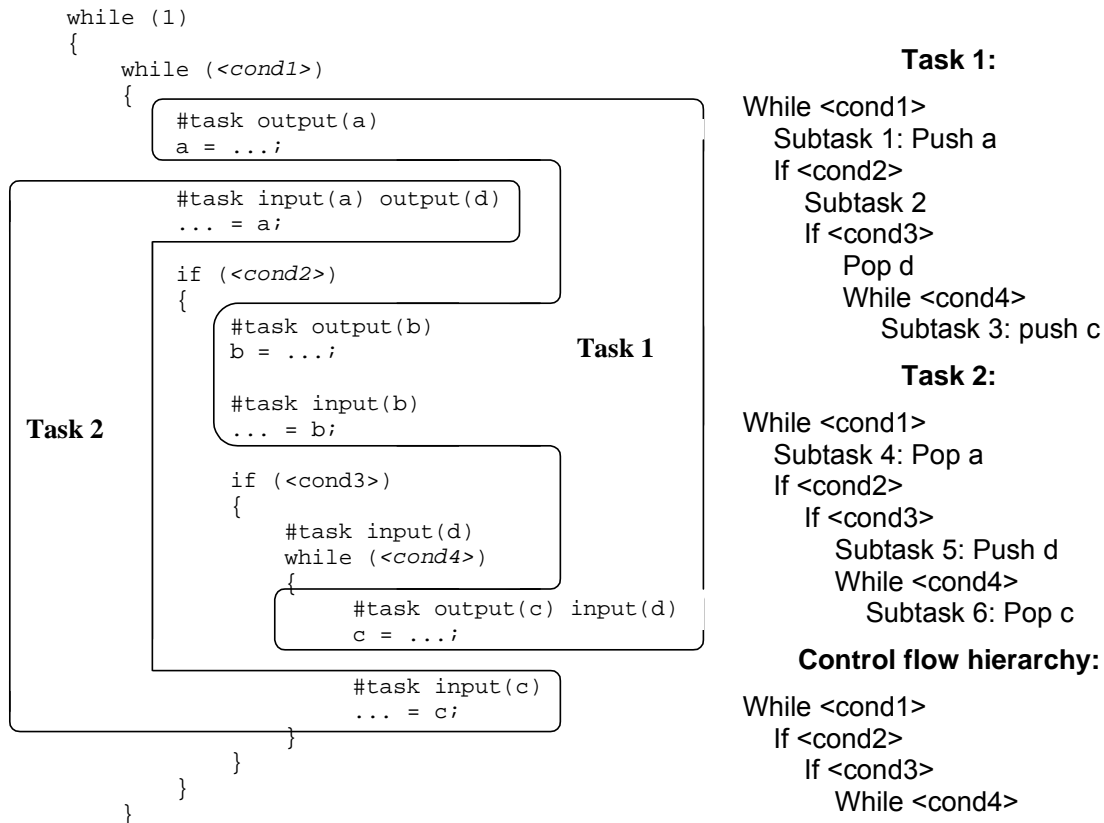 while (1)
{
while (<cond1>)
{
#task output(a)
a = ...;
#task input(a) output(d)
... = a;
if (<cond2>)
{
#task output(b)
b = ...;
#task input(b)
... = b;
if (<cond3>)
{
#task input(d)
while (<cond4>)
{
#task output(c) input(d)
c = ...;
#task input(c)
... = c;
}
}
}
}
Task 1
Task 2
Task 1:
While <cond1>
Subtask 1: Push a
If <cond2>
Subtask 2
If <cond3>
Pop d
While <cond4>
Subtask 3: push c
Task 2:
While <cond1>
Subtask 4: Pop a
If <cond2>
If <cond3>
Subtask 5: Push d
While <cond4>
Subtask 6: Pop c
Control flow hierarchy:
While <cond1>
If <cond2>
If <cond3>
While <cond4>